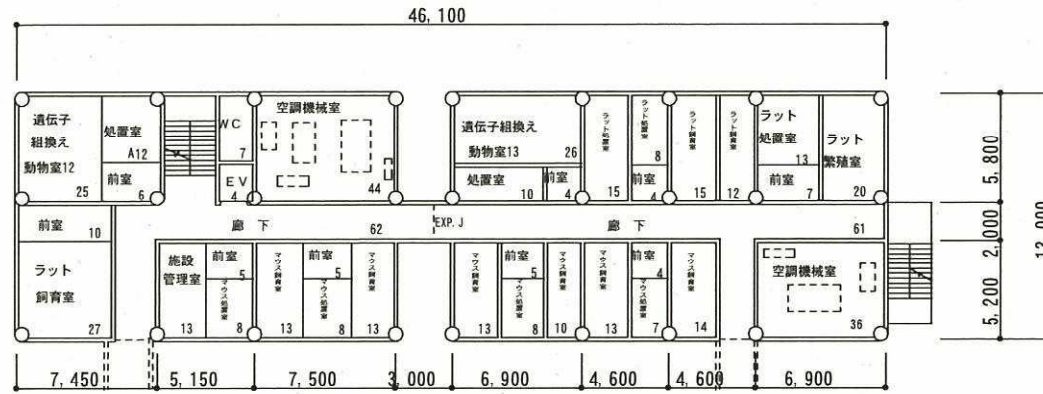 46,100
遺伝子
組換え
動物室12
25
処置室
A12
前室
6
WC
7
EV
4
空調機械室
44
遺伝子組換え
動物室13
26
処置室
10
前室
4
ラット処置室
15
ラット処置室
8
前室
4
ラット飼育室
15
ラット飼育室
12
ラット
処置室
13
前室
7
ラット
繁殖室
20
5,800
2,000
5,200
13,000
前室
10
ラット
飼育室
27
廊下
62
EXP.J
廊下
61
施設
管理室
13
前室
5
マウス処置室
8
マウス飼育室
13
前室
5
マウス処置室
8
マウス飼育室
13
マウス飼育室
13
前室
5
マウス処置室
8
マウス飼育室
10
マウス飼育室
13
前室
4
マウス処置室
7
マウス飼育室
14
空調機械室
36
7,450
5,150
7,500
3,000
6,900
4,600
4,600
6,900